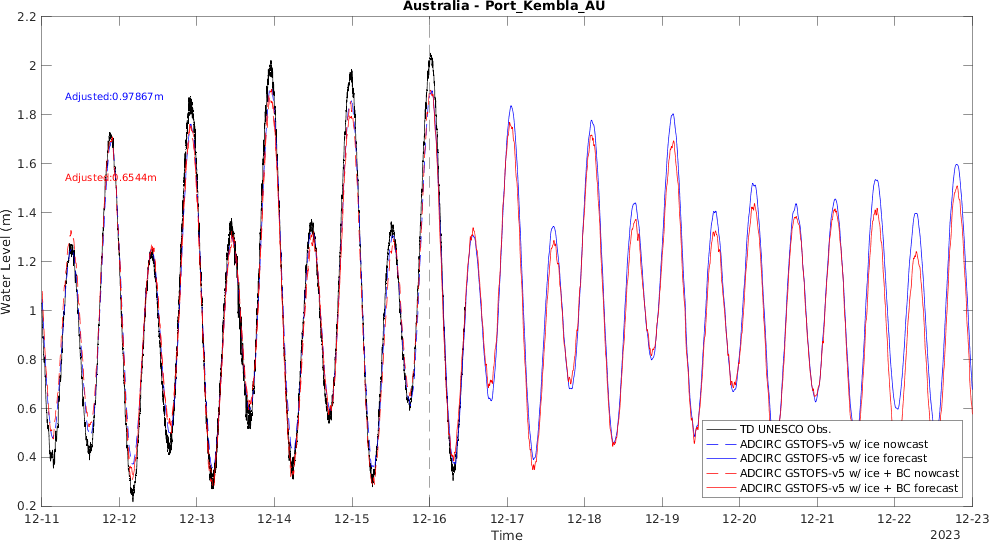 Australia - Port_Kembla_AU
2.2
2
1.8
1.6
1.4
1.2
1
0.8
0.6
0.4
0.2
Water Level (m)
Adjusted:0.97867m
Adjusted:0.6544m
TD UNESCO Obs.
ADCIRC GSTOFS-v5 w/ ice nowcast
ADCIRC GSTOFS-v5 w/ ice forecast
ADCIRC GSTOFS-v5 w/ ice + BC nowcast
ADCIRC GSTOFS-v5 w/ ice + BC forecast
12-11 12-12 12-13 12-14 12-15 12-16 12-17 12-18 12-19 12-20 12-21 12-22 12-23
Time
2023